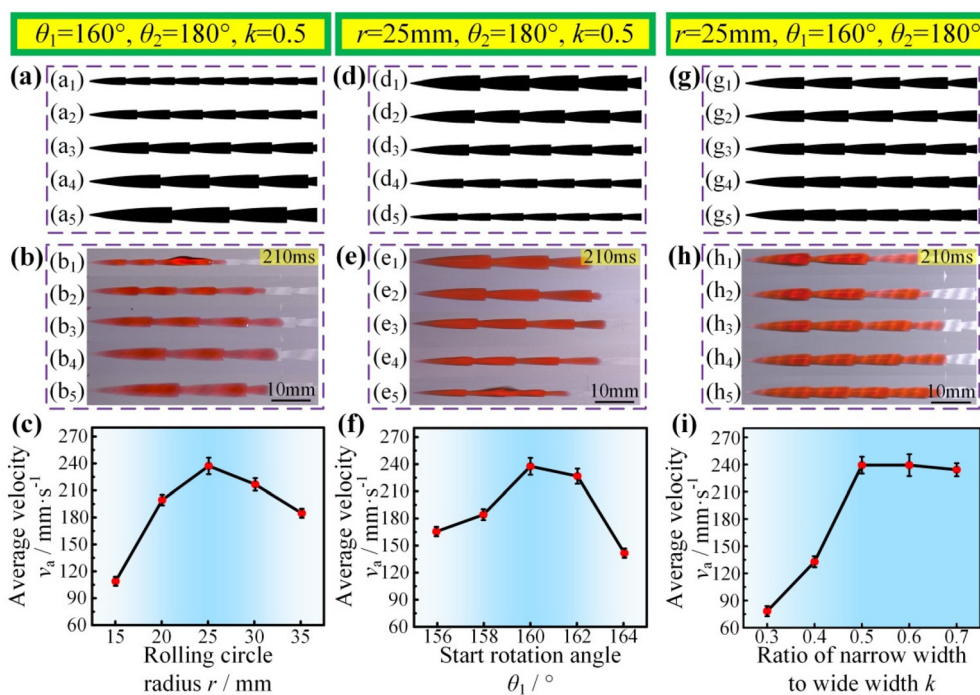 θ₁=160°, θ₂=180°, k=0.5
r=25mm, θ₂=180°, k=0.5
r=25mm, θ₁=160°, θ₂=180°
(a)
(a₁)
(a₂)
(a₃)
(a₄)
(a₅)
(d)
(d₁)
(d₂)
(d₃)
(d₄)
(d₅)
(g)
(g₁)
(g₂)
(g₃)
(g₄)
(g₅)
(b)
(b₁)
(b₂)
(b₃)
(b₄)
(b₅)
210ms
10mm
(e)
(e₁)
(e₂)
(e₃)
(e₄)
(e₅)
210ms
10mm
(h)
(h₁)
(h₂)
(h₃)
(h₄)
(h₅)
210ms
10mm
(c)
Average velocity
vₐ / mm·s⁻¹
270
240
210
180
150
120
90
60
15 20 25 30 35
Rolling circle
radius r / mm
(f)
Average velocity
vₐ / mm·s⁻¹
270
240
210
180
150
120
90
60
156 158 160 162 164
Start rotation angle
θ₁ / °
(i)
Average velocity
vₐ / mm·s⁻¹
270
240
210
180
150
120
90
60
0.3 0.4 0.5 0.6 0.7
Ratio of narrow width
to wide width k